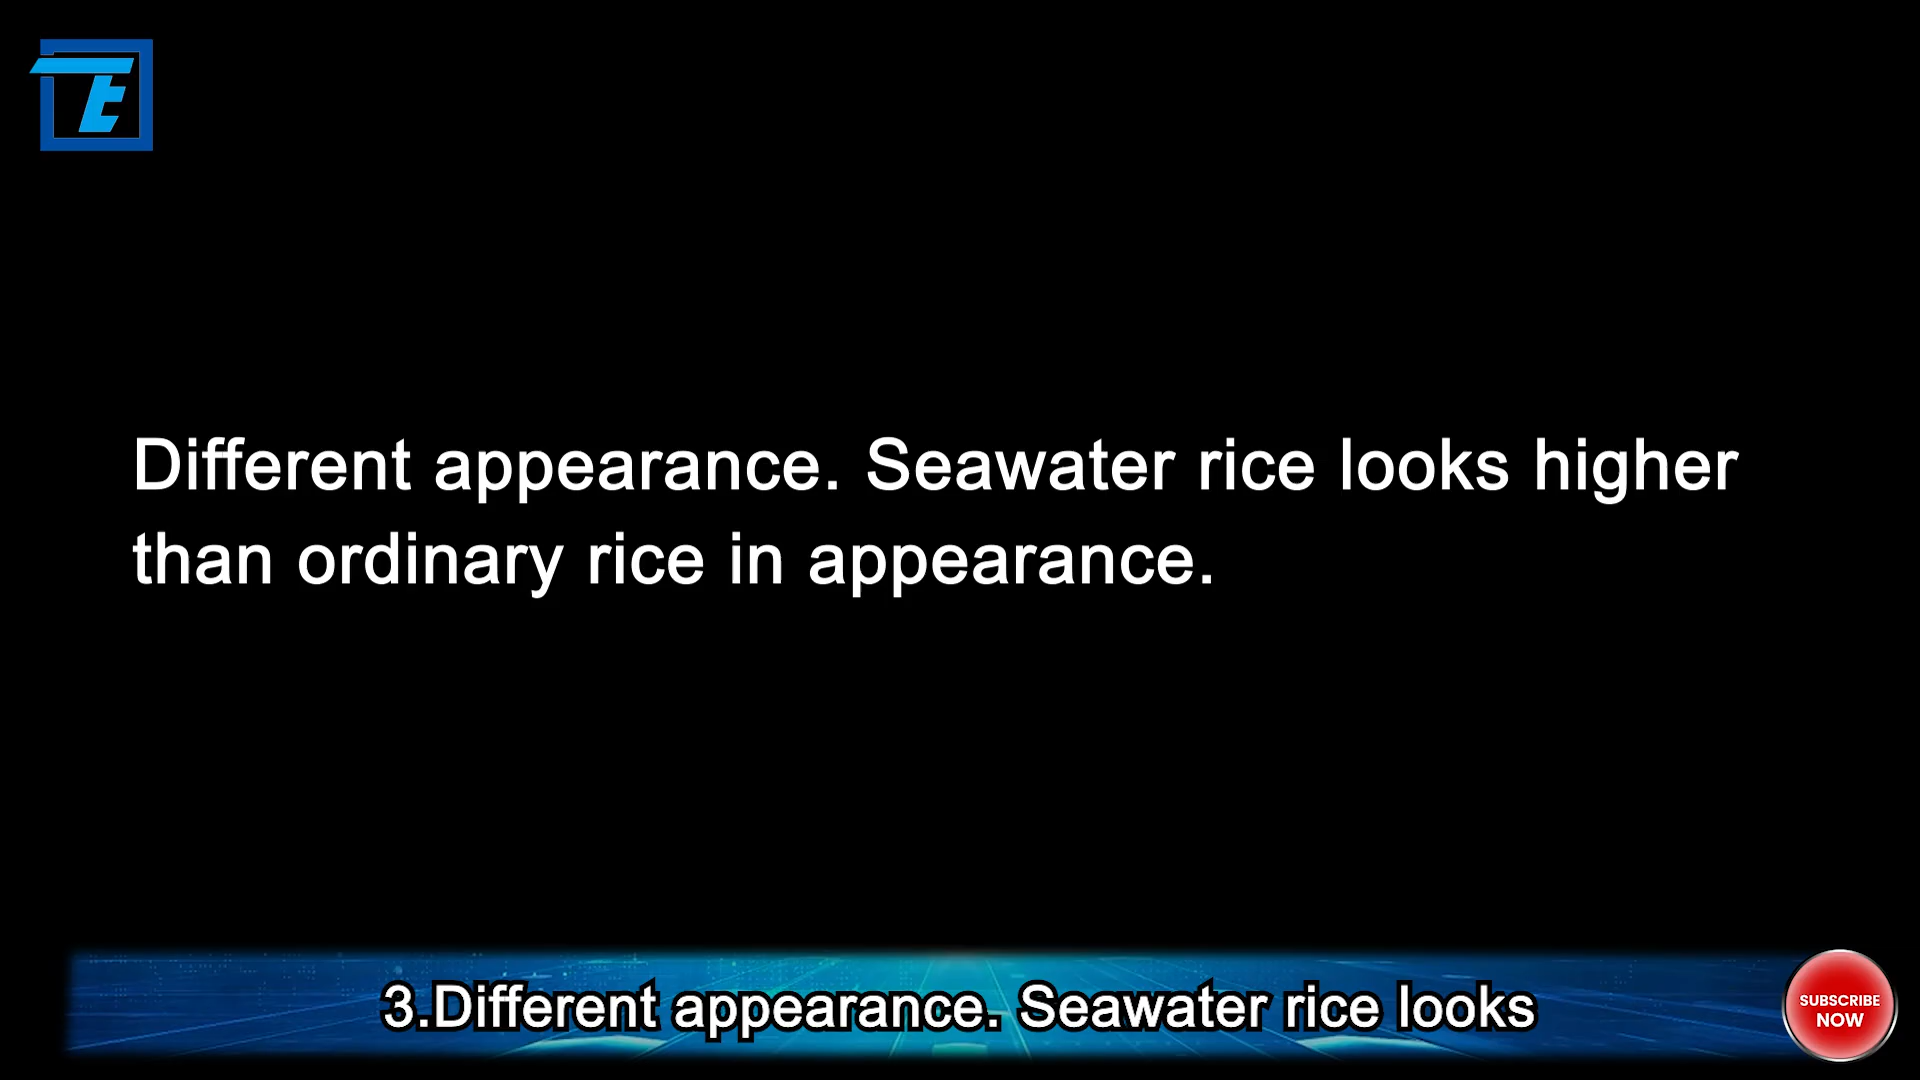 TE
Different appearance. Seawater rice looks higher
than ordinary rice in appearance.
3.Different appearance. Seawater rice looks
SUBSCRIBE
NOW